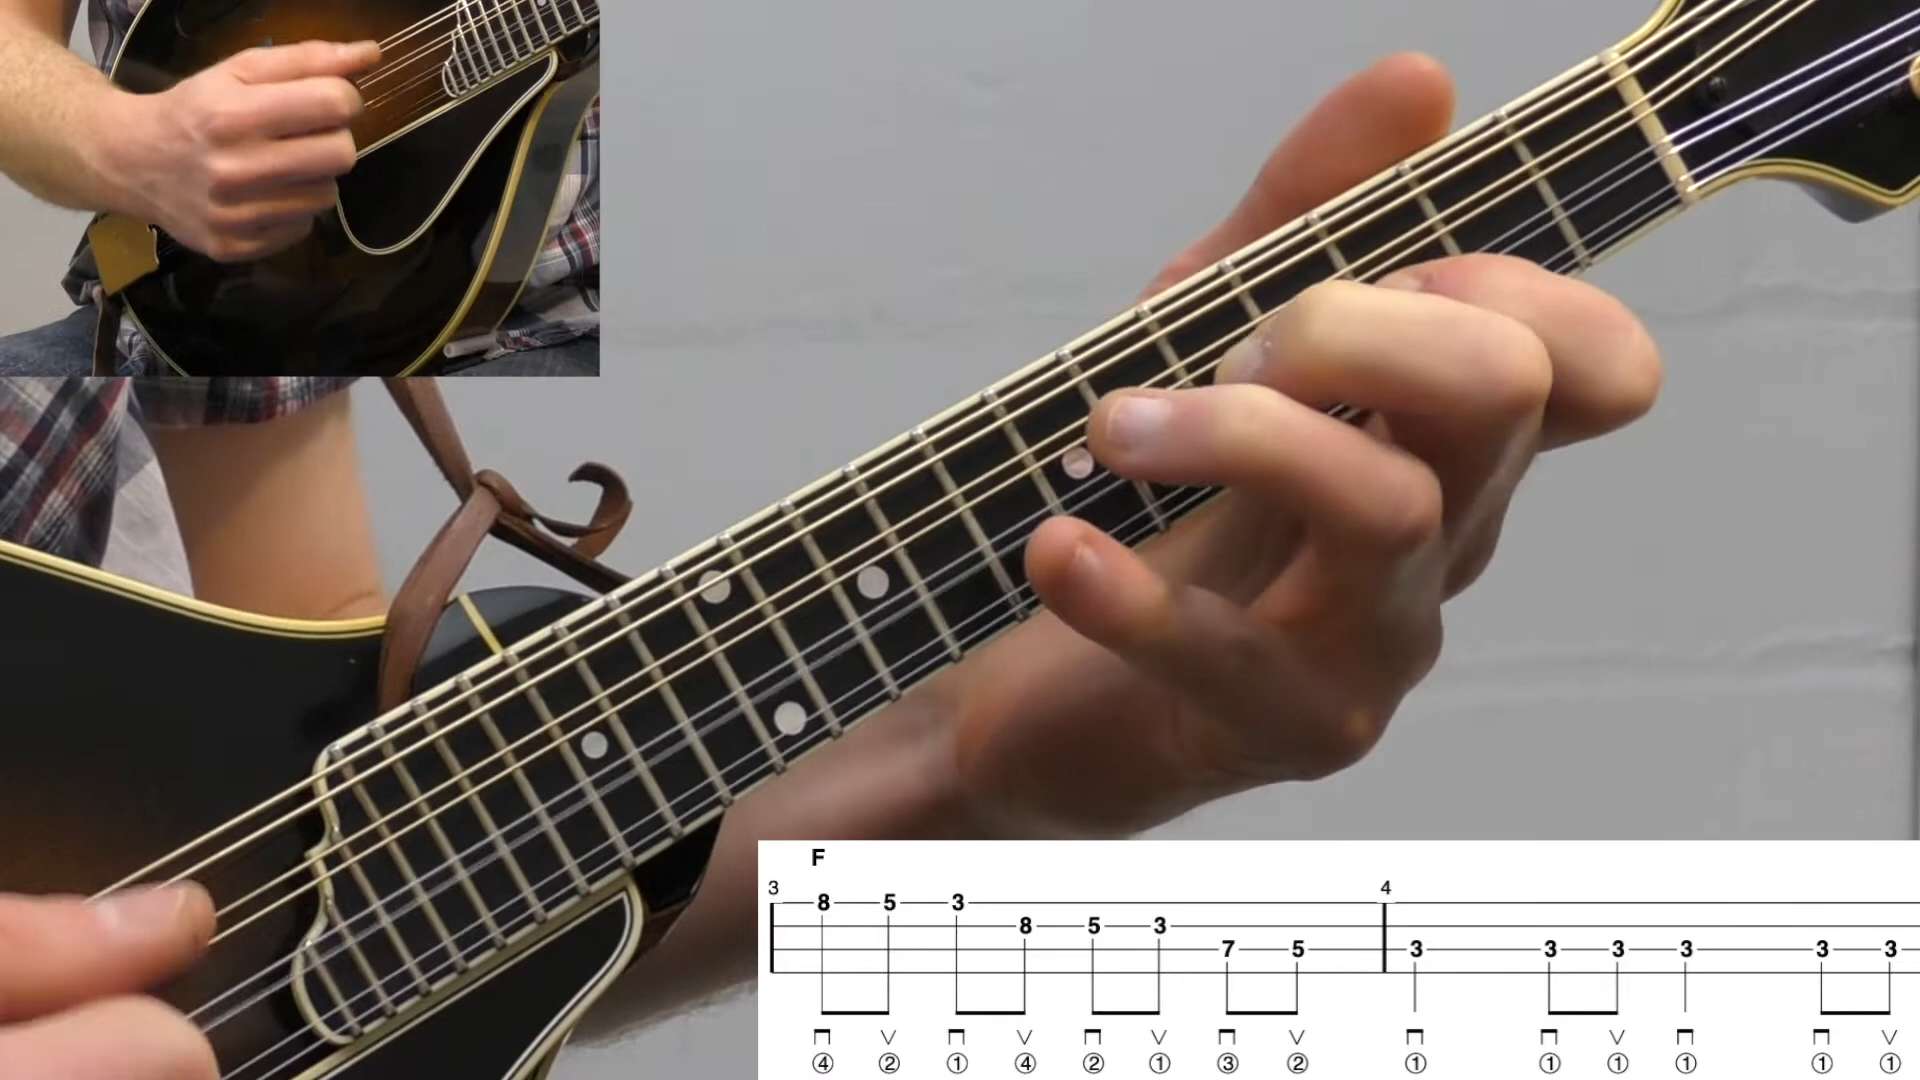 F
3 4
8 5 3
8 5 3
7 5 3 3 3 3 3 3
④ ② ① ④ ② ① ③ ② ① ① ① ① ① ①